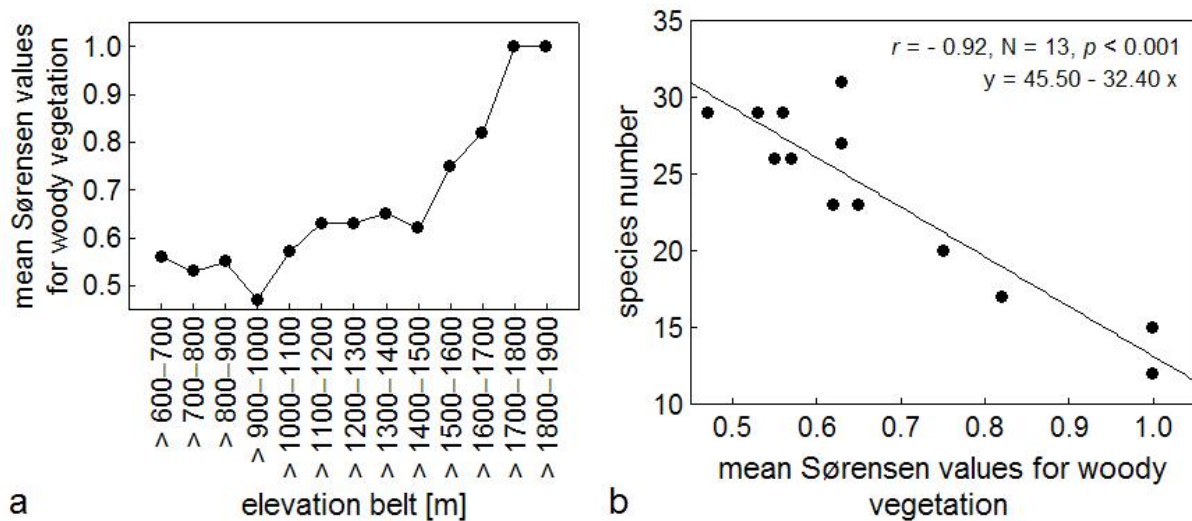 mean Sørensen values
for woody vegetation
1.0
0.9
0.8
0.7
0.6
0.5
> 600–700
> 700–800
> 800–900
> 900–1000
> 1000–1100
> 1100–1200
> 1200–1300
> 1300–1400
> 1400–1500
> 1500–1600
> 1600–1700
> 1700–1800
> 1800–1900
elevation belt [m]
a
r = - 0.92, N = 13, p < 0.001
y = 45.50 - 32.40 x
species number
35
30
25
20
15
10
0.5 0.6 0.7 0.8 0.9 1.0
mean Sørensen values for woody
vegetation
b